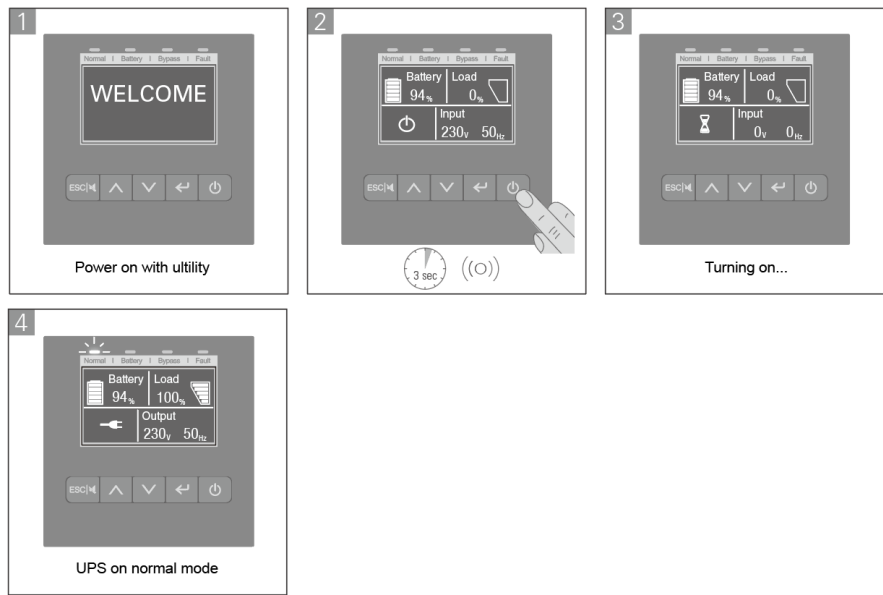 1
Normal I Battery I Bypass I Fault
WELCOME
ESC
Power on with ultility
2
Normal I Battery I Bypass I Fault
Battery Load
94% 0%
Input
230V 50Hz
ESC
3 sec
3
Normal I Battery I Bypass I Fault
Battery Load
94% 0%
Input
0V 0Hz
ESC
Turning on...
4
Normal I Battery I Bypass I Fault
Battery Load
94% 100%
Output
230V 50Hz
ESC
UPS on normal mode